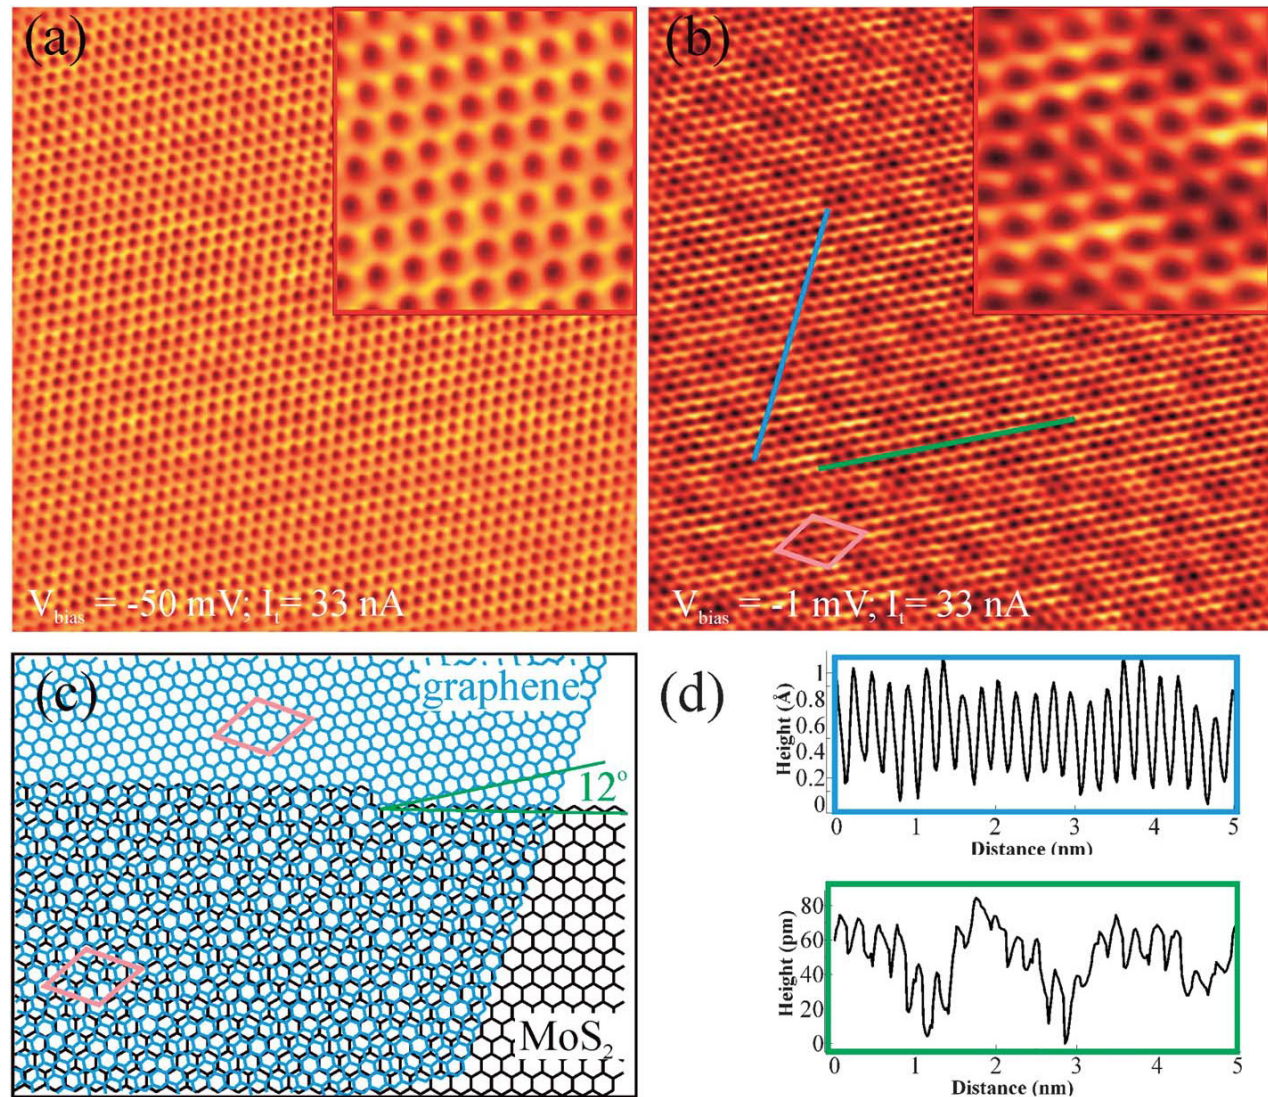 (a)
V_bias = -50 mV; I_t= 33 nA
(b)
V_bias = -1 mV; I_t= 33 nA
(c)
graphene
12°
MoS₂
(d)
Height (Å)
1
0.8
0.6
0.4
0.2
0
0 1 2 3 4 5
Distance (nm)
Height (pm)
80
60
40
20
0
0 1 2 3 4 5
Distance (nm)